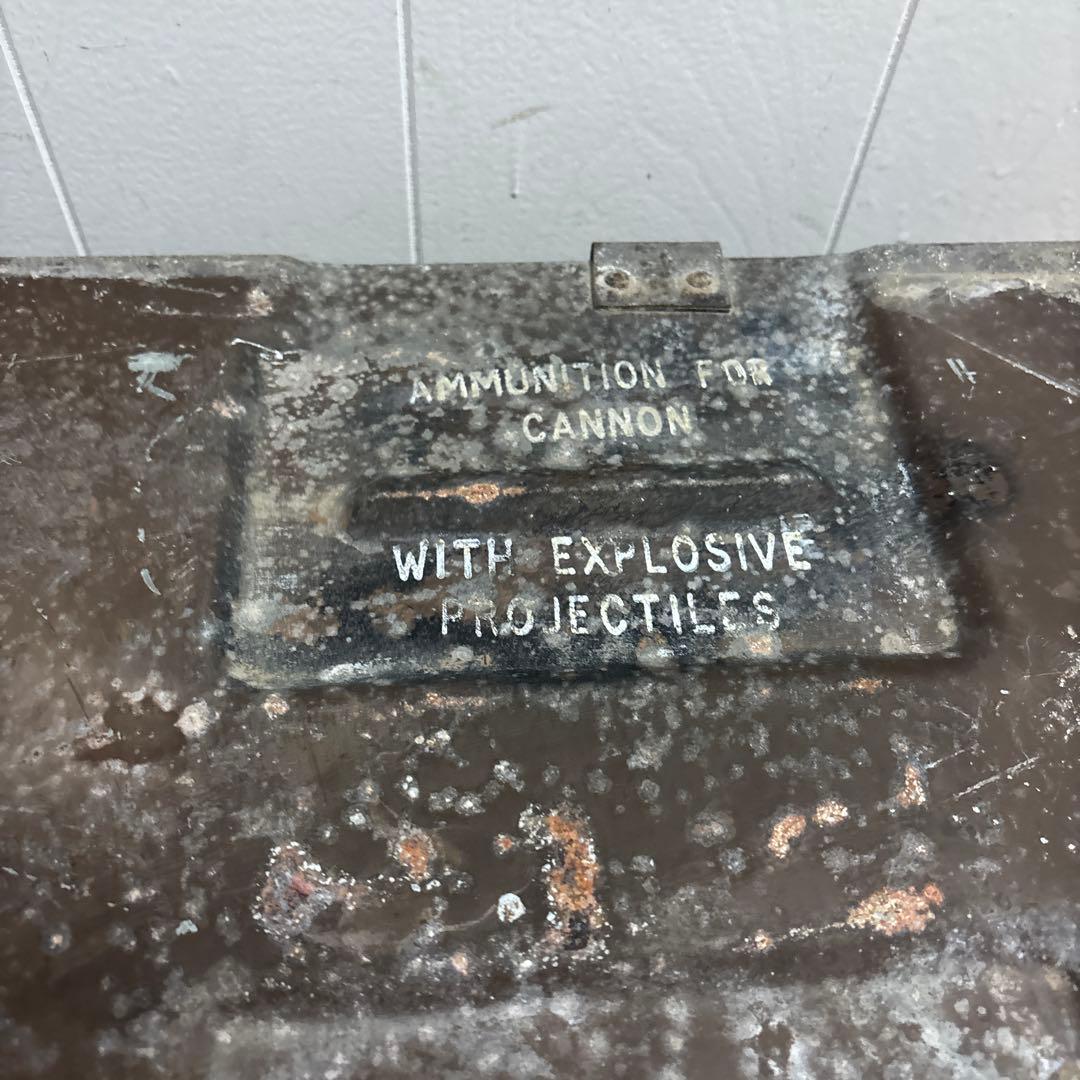 AMMUNITION FOR
CANNON
WITH EXPLOSIVE
PROJECTILES